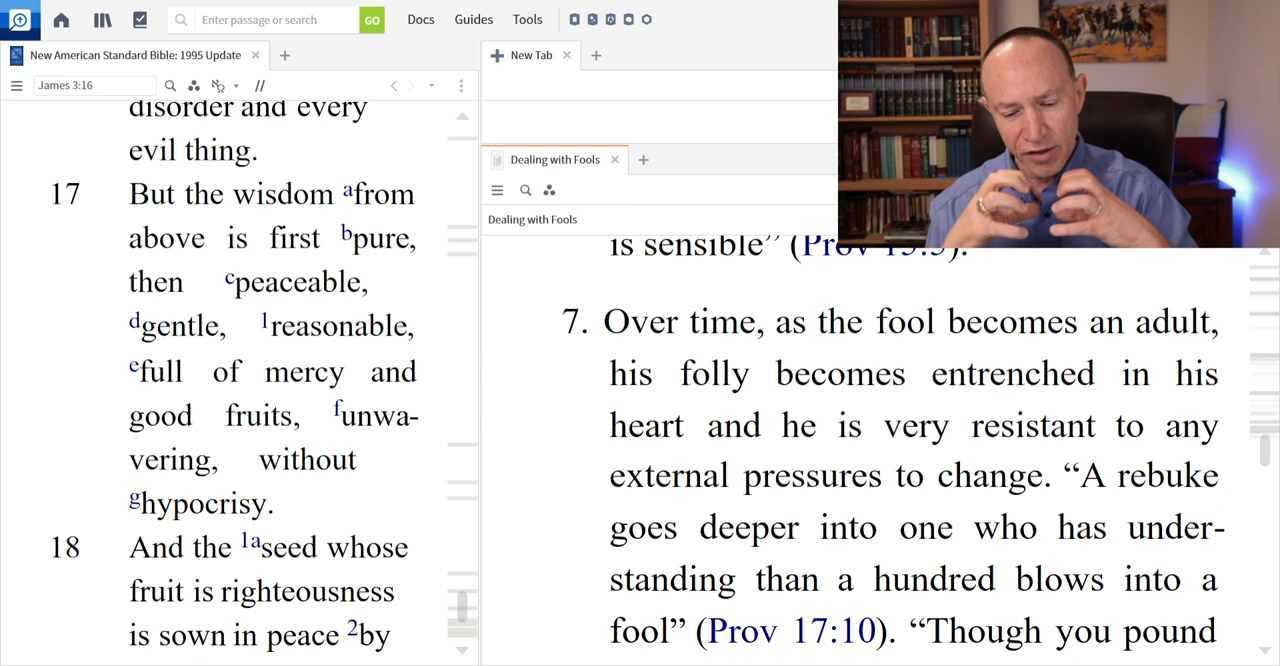 Enter passage or search
GO
Docs
Guides
Tools
New American Standard Bible: 1995 Update
New Tab
James 3:16
//
disorder and every
evil thing.
17 But the wisdom afrom
above is first bpure,
then cpeaceable,
dgentle, 1reasonable,
efull of mercy and
good fruits, funwa-
vering, without
ghypocrisy.
18 And the 1aseed whose
fruit is righteousness
is sown in peace 2by
Dealing with Fools
Dealing with Fools
is sensible” (Prov 15:5).
7. Over time, as the fool becomes an adult,
his folly becomes entrenched in his
heart and he is very resistant to any
external pressures to change. “A rebuke
goes deeper into one who has under-
standing than a hundred blows into a
fool” (Prov 17:10). “Though you pound